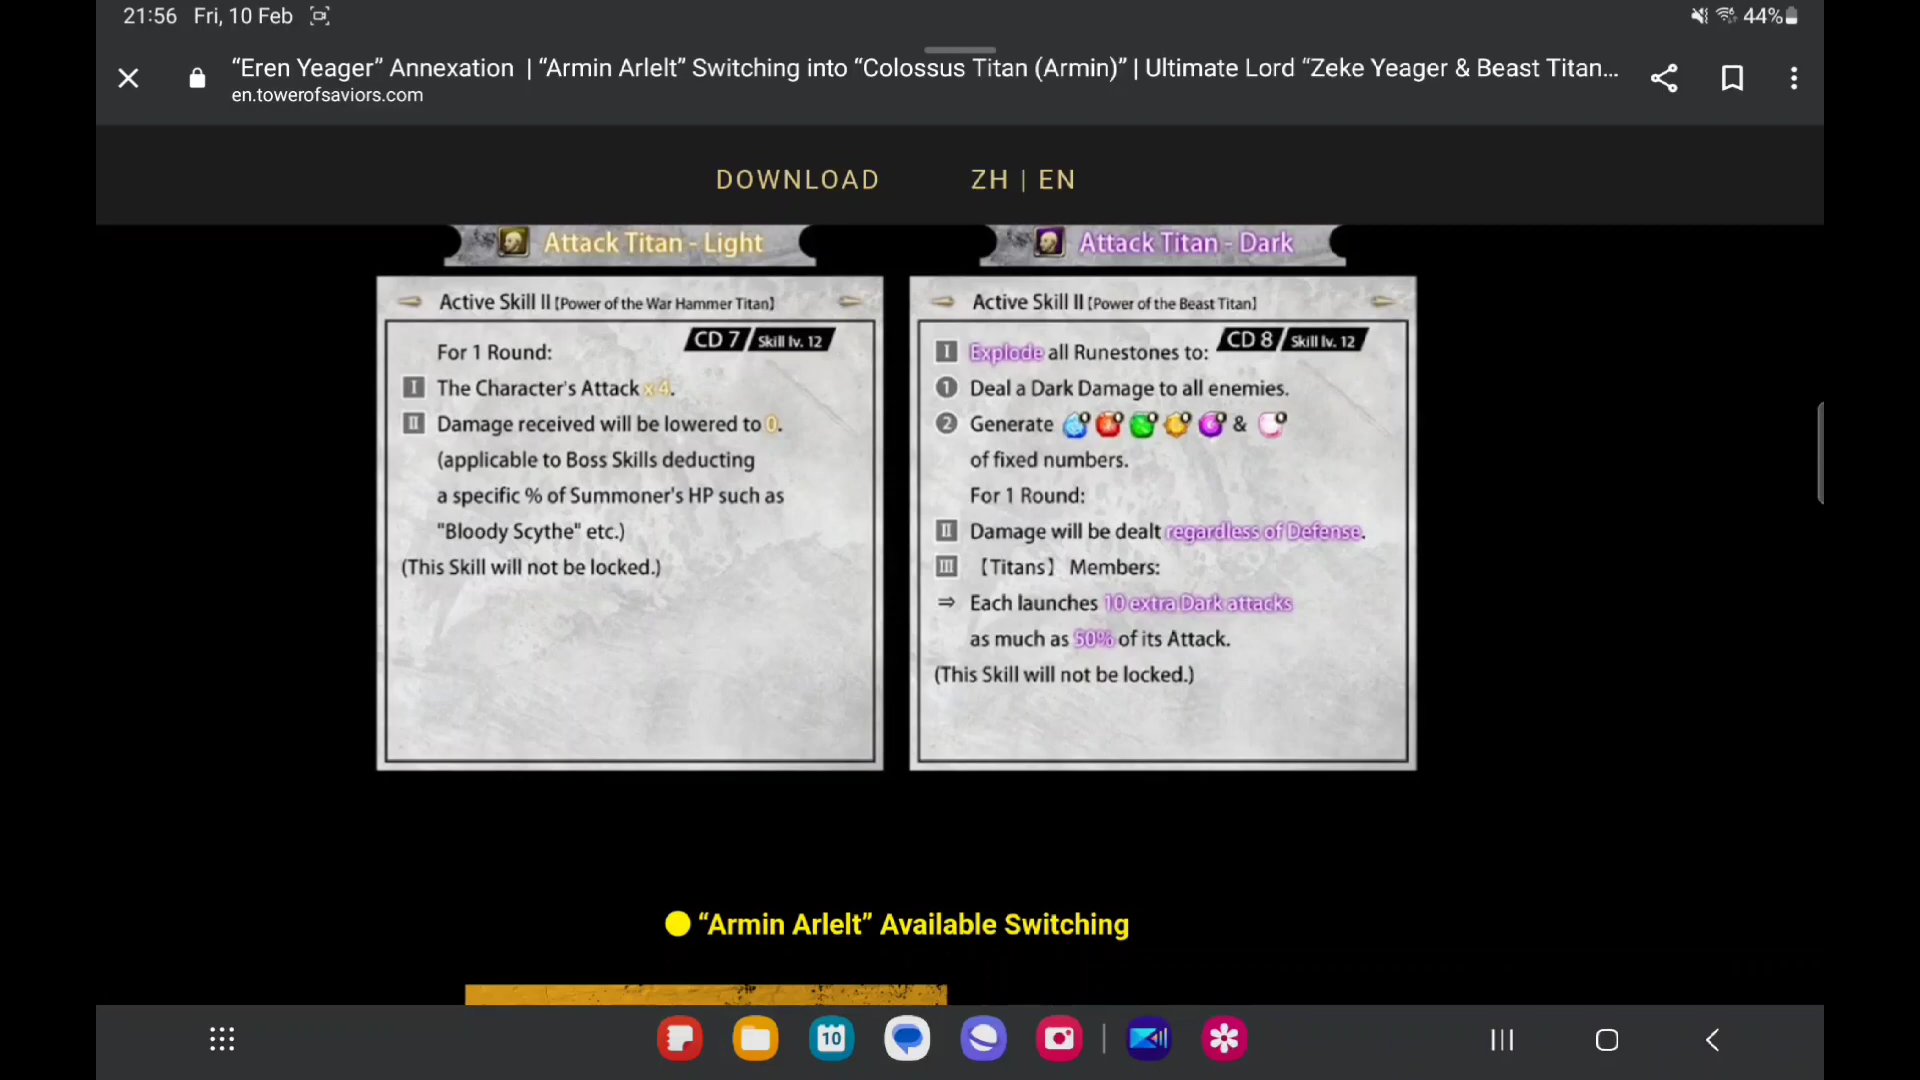 21:56 Fri, 10 Feb
44%
“Eren Yeager” Annexation | “Armin Arlelt” Switching into “Colossus Titan (Armin)” | Ultimate Lord “Zeke Yeager & Beast Titan...
en.towerofsaviors.com
DOWNLOAD ZH | EN
Attack Titan - Light
Active Skill II [Power of the War Hammer Titan]
CD 7 / Skill lv. 12
For 1 Round:
I The Character's Attack x 4.
II Damage received will be lowered to 0.
(applicable to Boss Skills deducting
a specific % of Summoner's HP such as
"Bloody Scythe" etc.)
(This Skill will not be locked.)
Attack Titan - Dark
Active Skill II [Power of the Beast Titan]
CD 8 / Skill lv. 12
I Explode all Runestones to:
1 Deal a Dark Damage to all enemies.
2 Generate &
of fixed numbers.
For 1 Round:
II Damage will be dealt regardless of Defense.
III 【Titans】 Members:
⇒ Each launches 10 extra Dark attacks
as much as 50% of its Attack.
(This Skill will not be locked.)
“Armin Arlelt” Available Switching
10